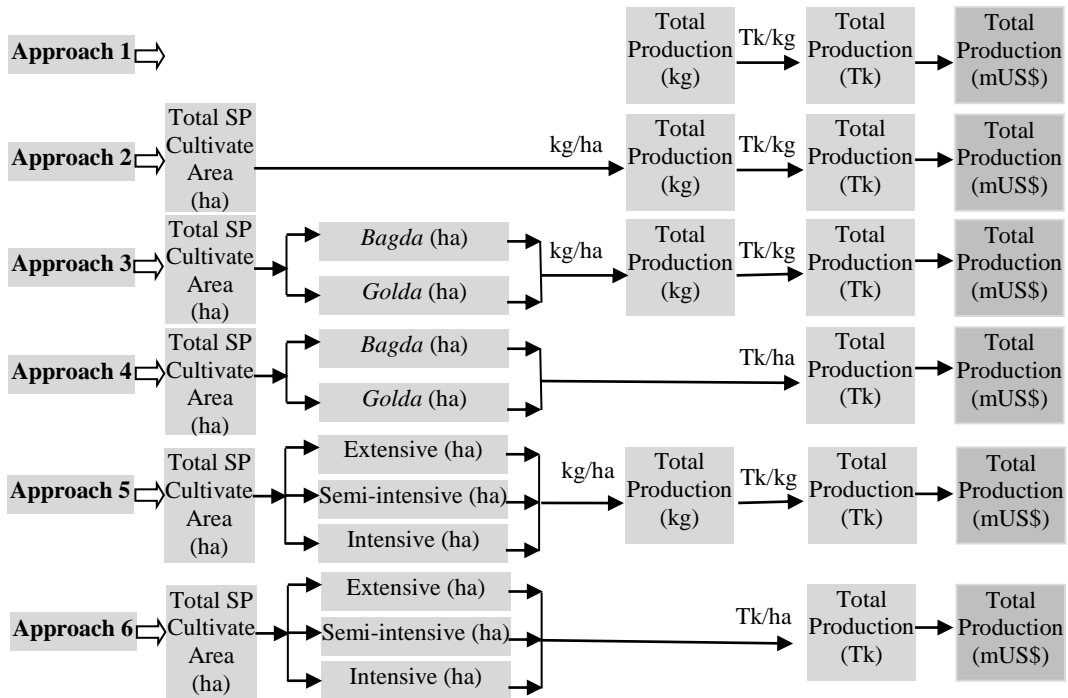 Approach 1
Total
Production
(kg)
Tk/kg
Total
Production
(Tk)
Total
Production
(mUS$)
Approach 2
Total SP
Cultivate
Area
(ha)
kg/ha
Total
Production
(kg)
Tk/kg
Total
Production
(Tk)
Total
Production
(mUS$)
Approach 3
Total SP
Cultivate
Area
(ha)
Bagda (ha)
Golda (ha)
kg/ha
Total
Production
(kg)
Tk/kg
Total
Production
(Tk)
Total
Production
(mUS$)
Approach 4
Total SP
Cultivate
Area
(ha)
Bagda (ha)
Golda (ha)
Tk/ha
Total
Production
(Tk)
Total
Production
(mUS$)
Approach 5
Total SP
Cultivate
Area
(ha)
Extensive (ha)
Semi-intensive (ha)
Intensive (ha)
kg/ha
Total
Production
(kg)
Tk/kg
Total
Production
(Tk)
Total
Production
(mUS$)
Approach 6
Total SP
Cultivate
Area
(ha)
Extensive (ha)
Semi-intensive (ha)
Intensive (ha)
Tk/ha
Total
Production
(Tk)
Total
Production
(mUS$)